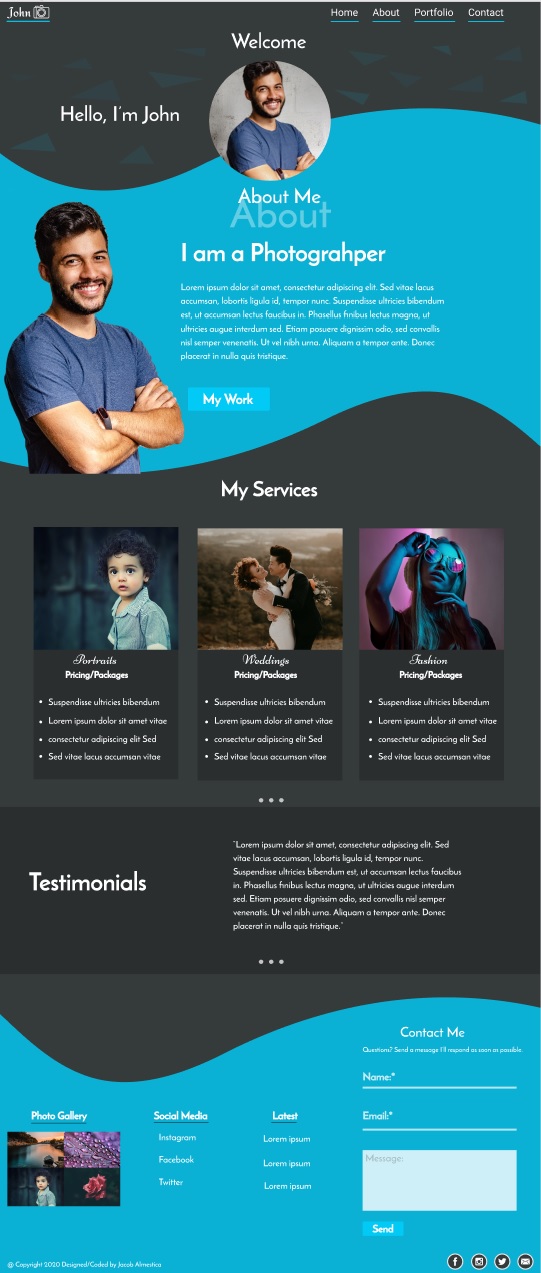 John
Home About Portfolio Contact
Welcome
Hello, I'm John
About Me
About
I am a Photograhper
Lorem ipsum dolor sit amet, consectetur adipiscing elit. Sed vitae lacus
accumsan, lobortis ligula id, tempor nunc. Suspendisse ultricies bibendum
est, ut accumsan lectus faucibus in. Phasellus finibus lectus magna, ut
ultricies augue interdum sed. Etiam posuere dignissim odio, sed convallis
nisl semper venenatis. Ut vel nibh urna. Aliquam a tempor ante. Donec
placerat in nulla quis tristique.
My Work
My Services
Portraits
Pricing/Packages
• Suspendisse ultricies bibendum
• Lorem ipsum dolor sit amet vitae
• consectetur adipiscing elit Sed
• Sed vitae lacus accumsan vitae
Weddings
Pricing/Packages
• Suspendisse ultricies bibendum
• Lorem ipsum dolor sit amet vitae
• consectetur adipiscing elit Sed
• Sed vitae lacus accumsan vitae
Fashion
Pricing/Packages
• Suspendisse ultricies bibendum
• Lorem ipsum dolor sit amet vitae
• consectetur adipiscing elit Sed
• Sed vitae lacus accumsan vitae
Testimonials
"Lorem ipsum dolor sit amet, consectetur adipiscing elit. Sed
vitae lacus accumsan, lobortis ligula id, tempor nunc.
Suspendisse ultricies bibendum est, ut accumsan lectus faucibus
in. Phasellus finibus lectus magna, ut ultricies augue interdum
sed. Etiam posuere dignissim odio, sed convallis nisl semper
venenatis. Ut vel nibh urna. Aliquam a tempor ante. Donec
placerat in nulla quis tristique."
Contact Me
Questions? Send a message I'll respond as soon as possible.
Name:*
Email:*
Message:
Send
Photo Gallery
Social Media
Instagram
Facebook
Twitter
Latest
Lorem ipsum
Lorem ipsum
Lorem ipsum
@ Copyright 2020 Designed/Coded by Jacob Almestica